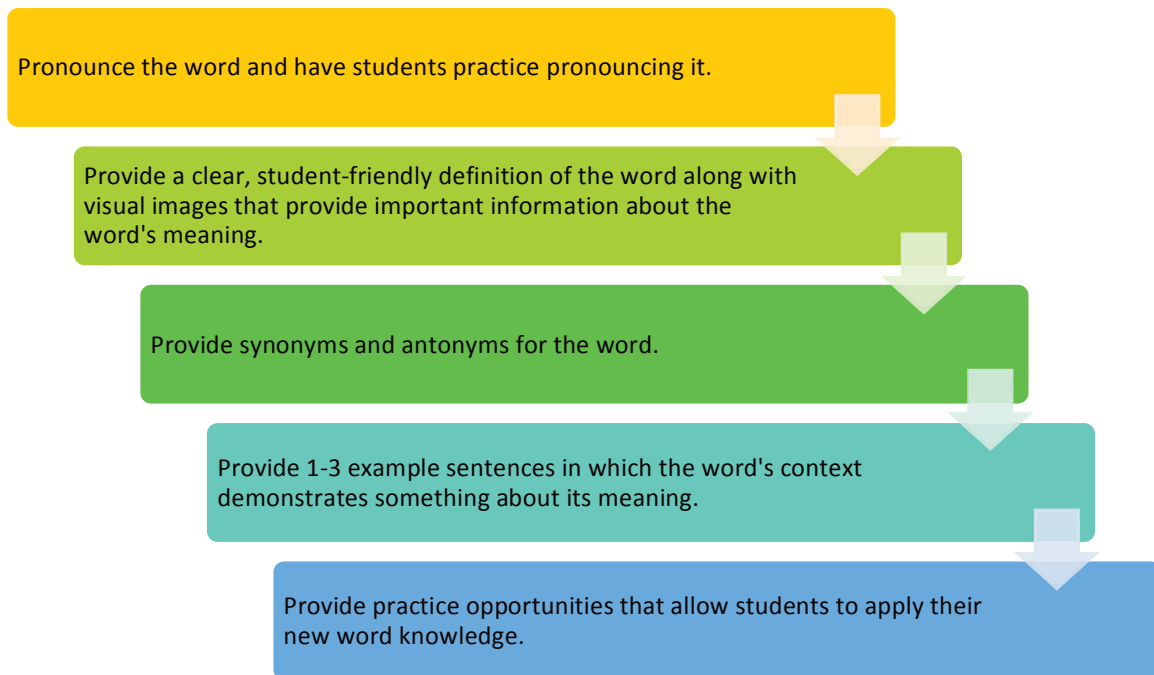 Pronounce the word and have students practice pronouncing it.
Provide a clear, student-friendly definition of the word along with
visual images that provide important information about the
word's meaning.
Provide synonyms and antonyms for the word.
Provide 1-3 example sentences in which the word's context
demonstrates something about its meaning.
Provide practice opportunities that allow students to apply their
new word knowledge.